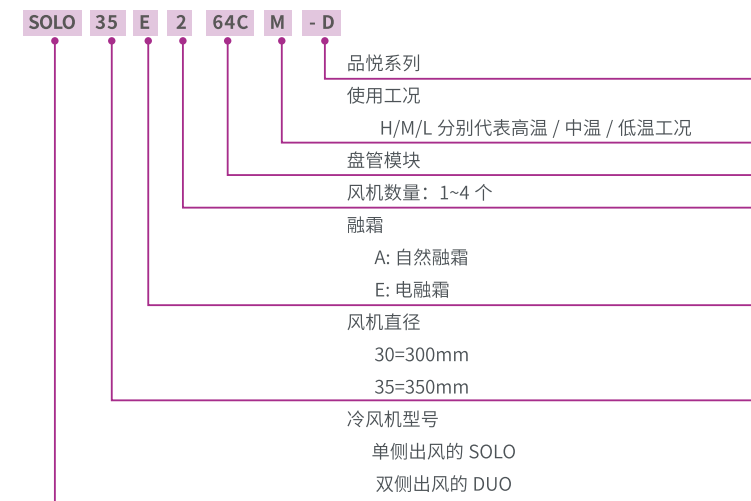 SOLO 35 E 2 64C M - D
品悦系列
使用工况
H/M/L 分别代表高温 / 中温 / 低温工况
盘管模块
风机数量：1~4 个
融霜
A: 自然融霜
E: 电融霜
风机直径
30=300mm
35=350mm
冷风机型号
单侧出风的 SOLO
双侧出风的 DUO